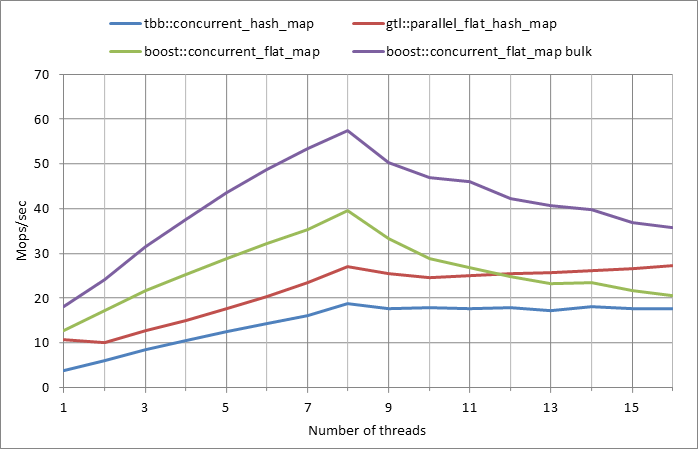 tbb::concurrent_hash_map gtl::parallel_flat_hash_map
boost::concurrent_flat_map boost::concurrent_flat_map bulk
70
60
50
40
30
20
10
0
Mops/sec
1 3 5 7 9 11 13 15
Number of threads